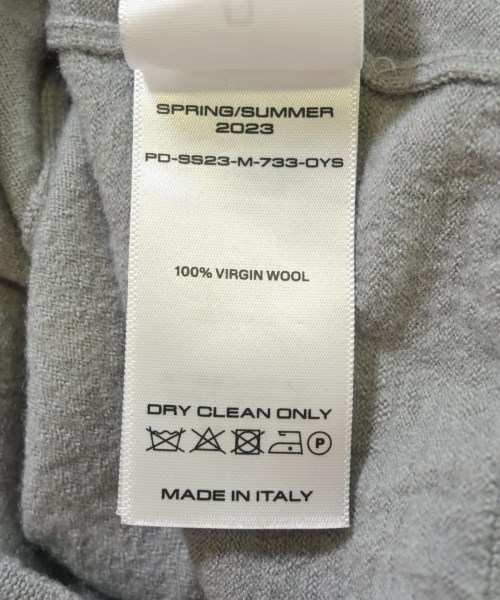 SPRING/SUMMER
2023
PD-SS23-M-733-OYS
100% VIRGIN WOOL
DRY CLEAN ONLY
P
MADE IN ITALY